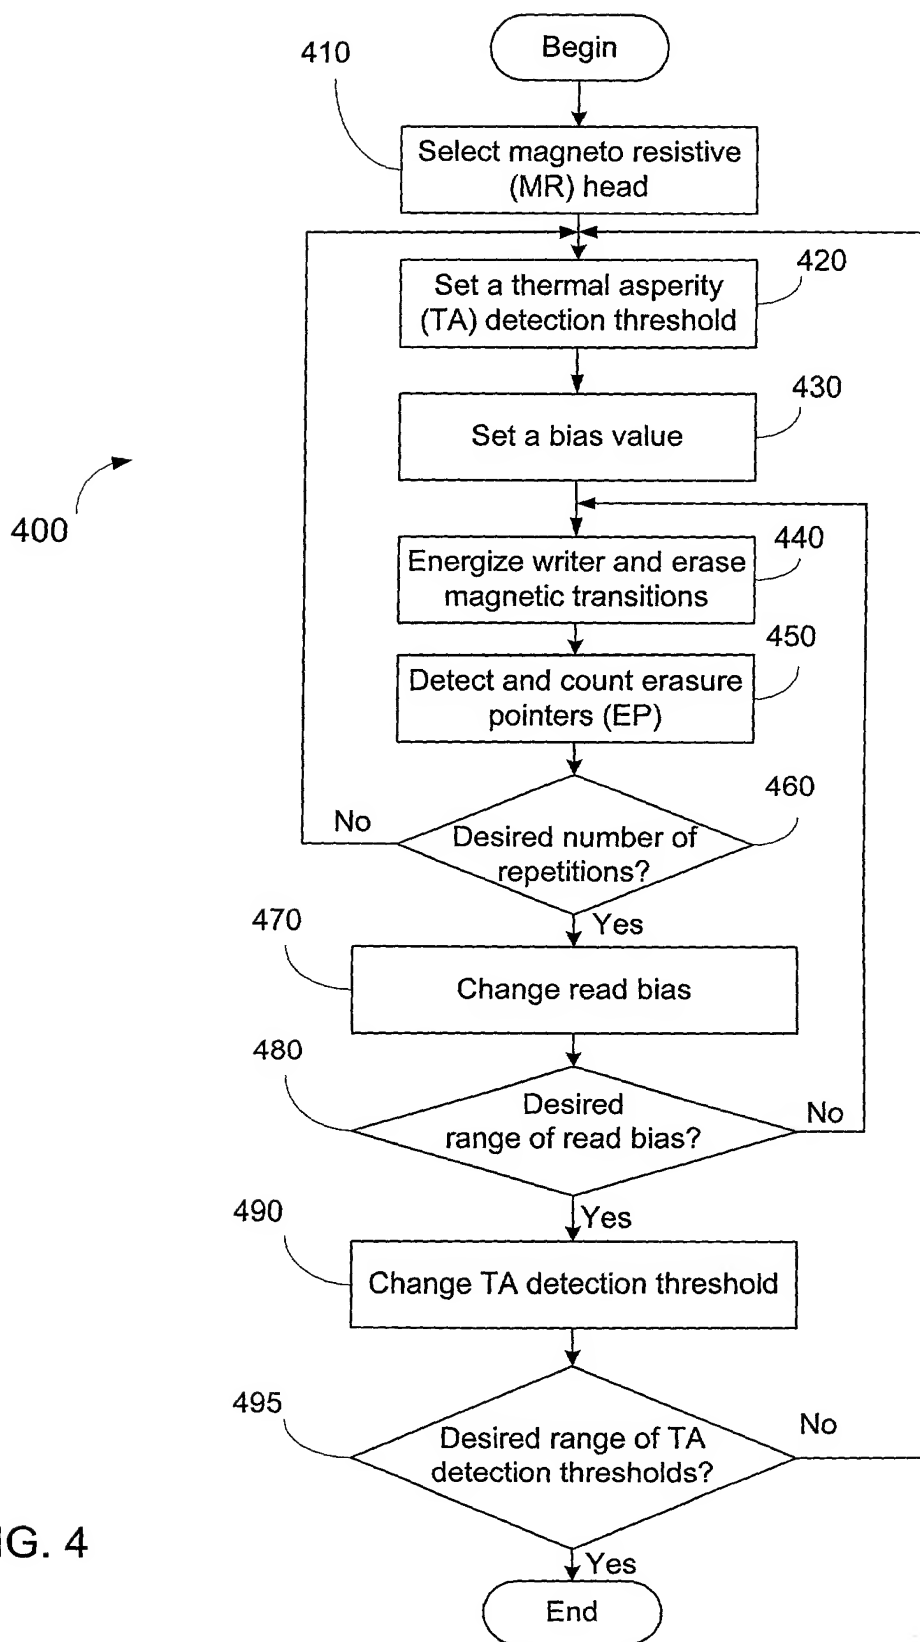 Begin
410
Select magneto resistive
(MR) head
420
Set a thermal asperity
(TA) detection threshold
430
Set a bias value
400
440
Energize writer and erase
magnetic transitions
450
Detect and count erasure
pointers (EP)
460
No
Desired number of
repetitions?
Yes
470
Change read bias
480
Desired
range of read bias?
No
Yes
490
Change TA detection threshold
495
Desired range of TA
detection thresholds?
No
Yes
End
G. 4